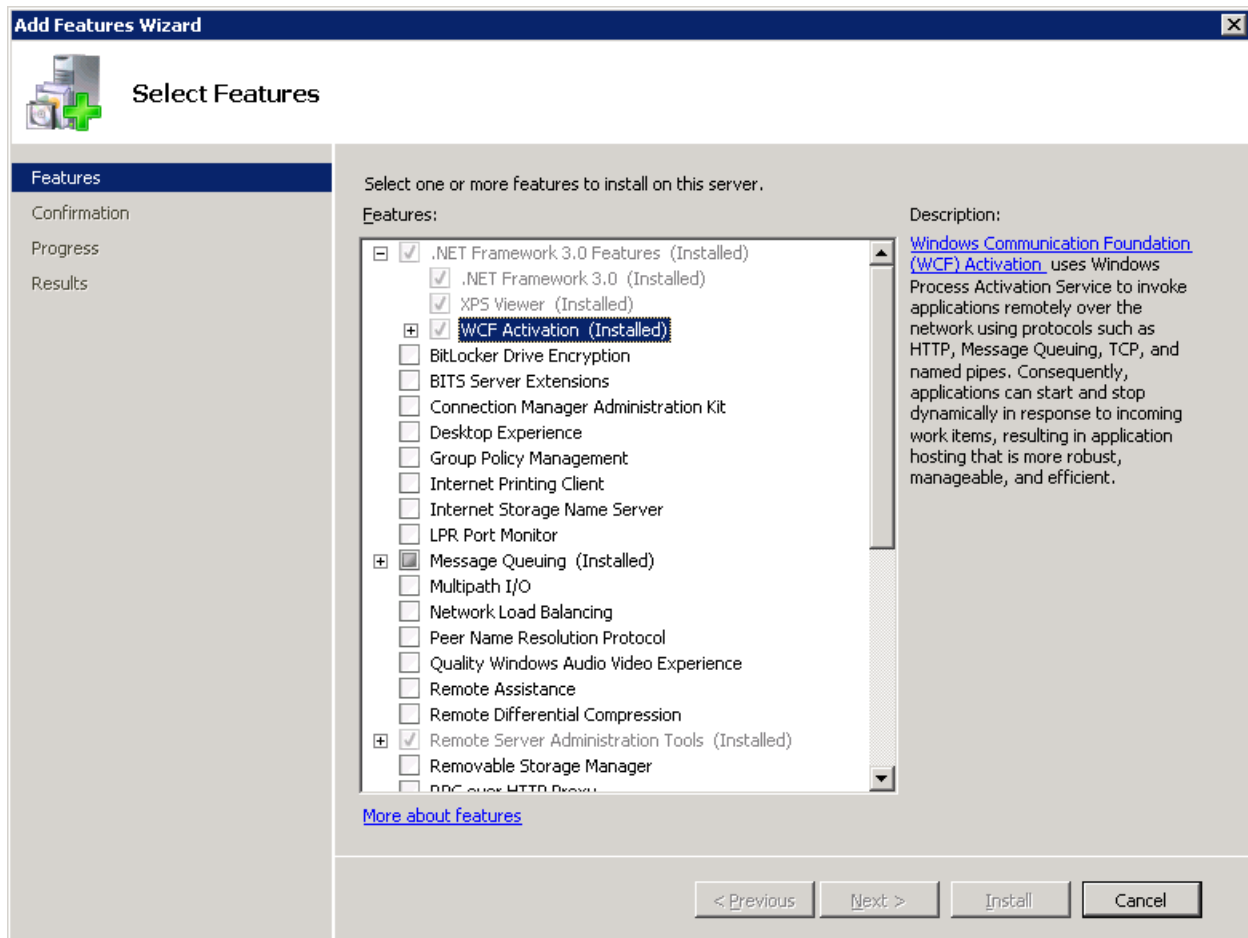 Add Features Wizard
Select Features
Features
Confirmation
Progress
Results
Select one or more features to install on this server.
Features:
.NET Framework 3.0 Features (Installed)
.NET Framework 3.0 (Installed)
XPS Viewer (Installed)
WCF Activation (Installed)
BitLocker Drive Encryption
BITS Server Extensions
Connection Manager Administration Kit
Desktop Experience
Group Policy Management
Internet Printing Client
Internet Storage Name Server
LPR Port Monitor
Message Queuing (Installed)
Multipath I/O
Network Load Balancing
Peer Name Resolution Protocol
Quality Windows Audio Video Experience
Remote Assistance
Remote Differential Compression
Remote Server Administration Tools (Installed)
Removable Storage Manager
RPC over HTTP Proxy
More about features
Description:
Windows Communication Foundation
(WCF) Activation uses Windows
Process Activation Service to invoke
applications remotely over the
network using protocols such as
HTTP, Message Queuing, TCP, and
named pipes. Consequently,
applications can start and stop
dynamically in response to incoming
work items, resulting in application
hosting that is more robust,
manageable, and efficient.
< Previous
Next >
Install
Cancel